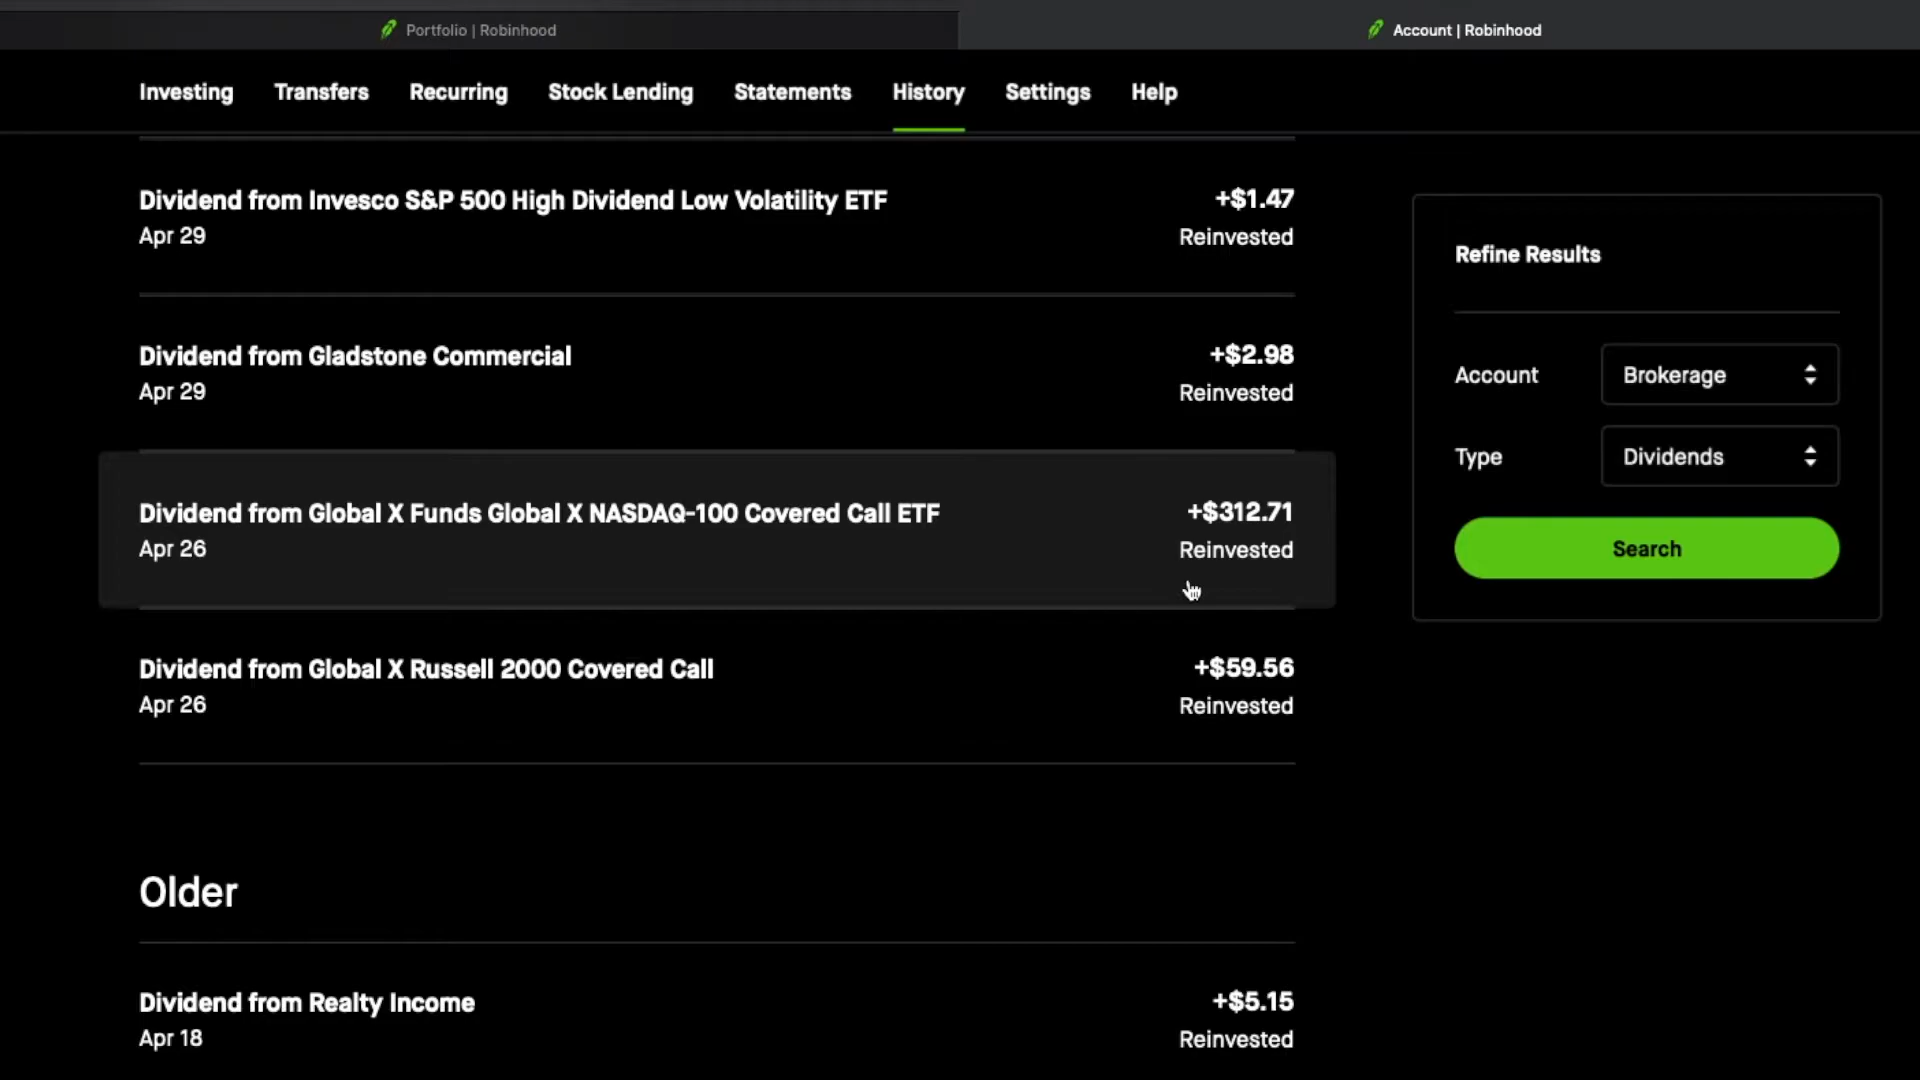 Portfolio | Robinhood
Account | Robinhood
Investing Transfers Recurring Stock Lending Statements History Settings Help
Dividend from Invesco S&P 500 High Dividend Low Volatility ETF +$1.47
Apr 29 Reinvested
Dividend from Gladstone Commercial +$2.98
Apr 29 Reinvested
Dividend from Global X Funds Global X NASDAQ-100 Covered Call ETF +$312.71
Apr 26 Reinvested
Dividend from Global X Russell 2000 Covered Call +$59.56
Apr 26 Reinvested
Older
Dividend from Realty Income +$5.15
Apr 18 Reinvested
Refine Results
Account Brokerage
Type Dividends
Search